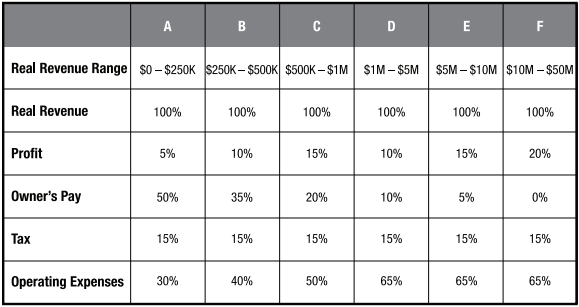 A B C D E F
Real Revenue Range $0 – $250K $250K – $500K $500K – $1M $1M – $5M $5M – $10M $10M – $50M
Real Revenue 100% 100% 100% 100% 100% 100%
Profit 5% 10% 15% 10% 15% 20%
Owner's Pay 50% 35% 20% 10% 5% 0%
Tax 15% 15% 15% 15% 15% 15%
Operating Expenses 30% 40% 50% 65% 65% 65%